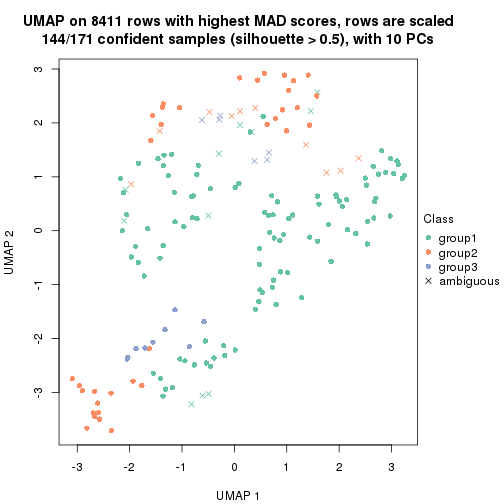 UMAP on 8411 rows with highest MAD scores, rows are scaled
144/171 confident samples (silhouette > 0.5), with 10 PCs
3
2
1
0
-1
-2
-3
UMAP 2
-3
-2
-1
0
1
2
3
UMAP 1
Class
group1
group2
group3
ambiguous